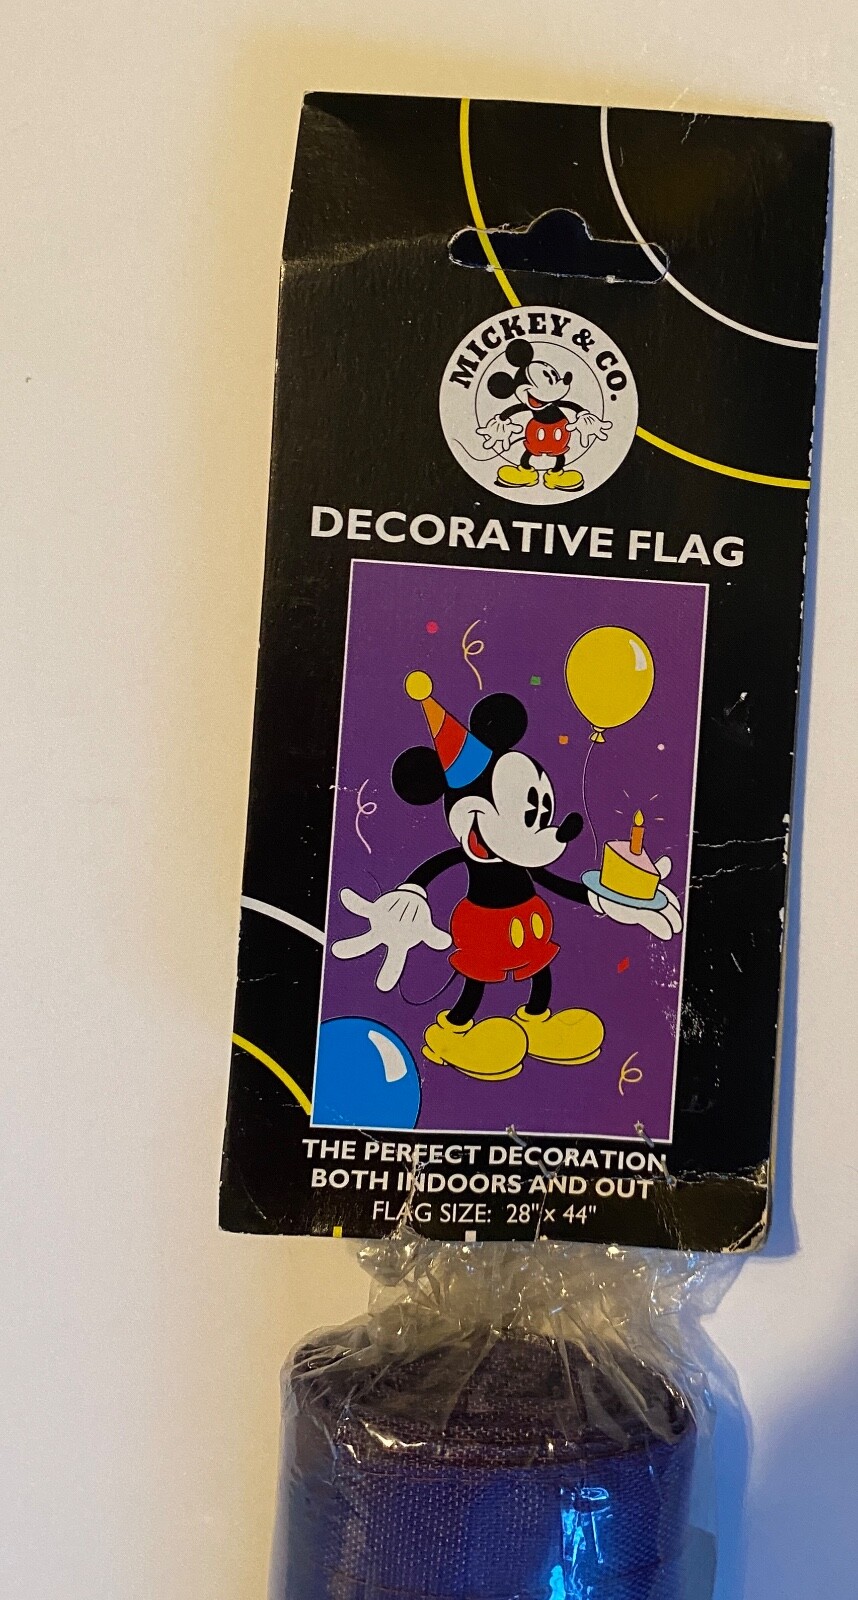 MICKEY & CO.
DECORATIVE FLAG
THE PERFECT DECORATION
BOTH INDOORS AND OUT
FLAG SIZE: 28" x 44"